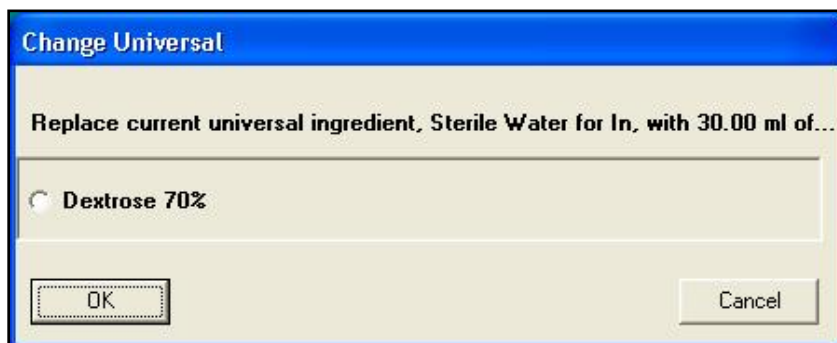 Change Universal
Replace current universal ingredient, Sterile Water for In, with 30.00 ml of...
Dextrose 70%
OK
Cancel